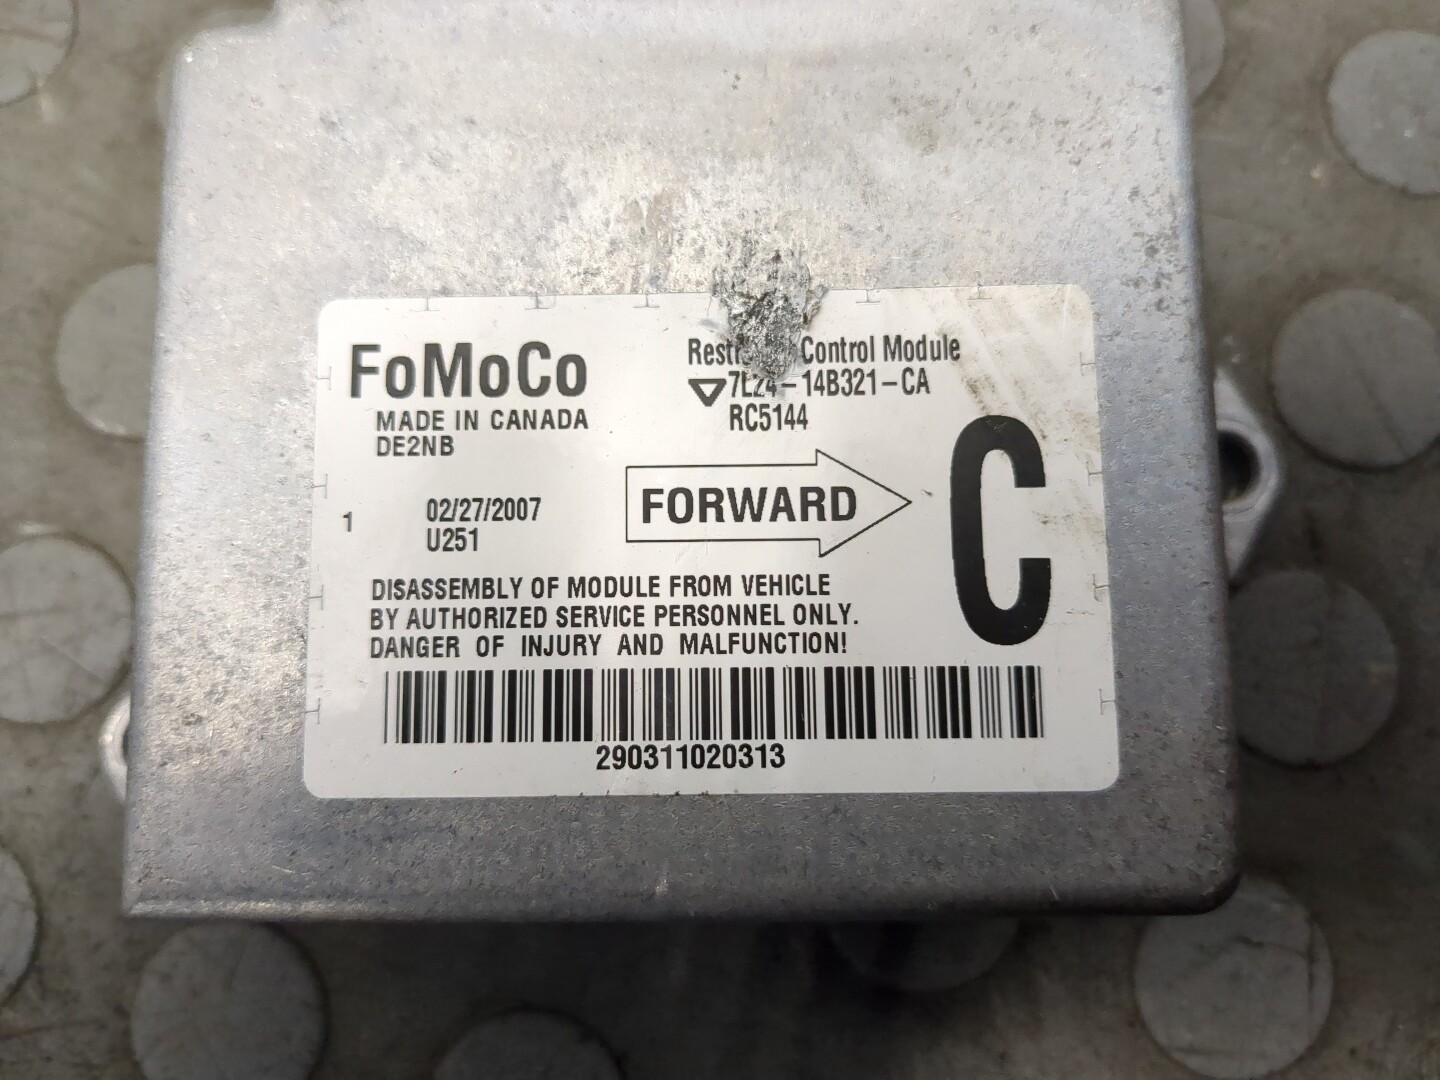 FoMoCo
MADE IN CANADA
DE2NB
Control Module
7L24-14B321-CA
RC5144
FORWARD
C
1
02/27/2007
U251
DISASSEMBLY OF MODULE FROM VEHICLE
BY AUTHORIZED SERVICE PERSONNEL ONLY.
DANGER OF INJURY AND MALFUNCTION!
290311020313